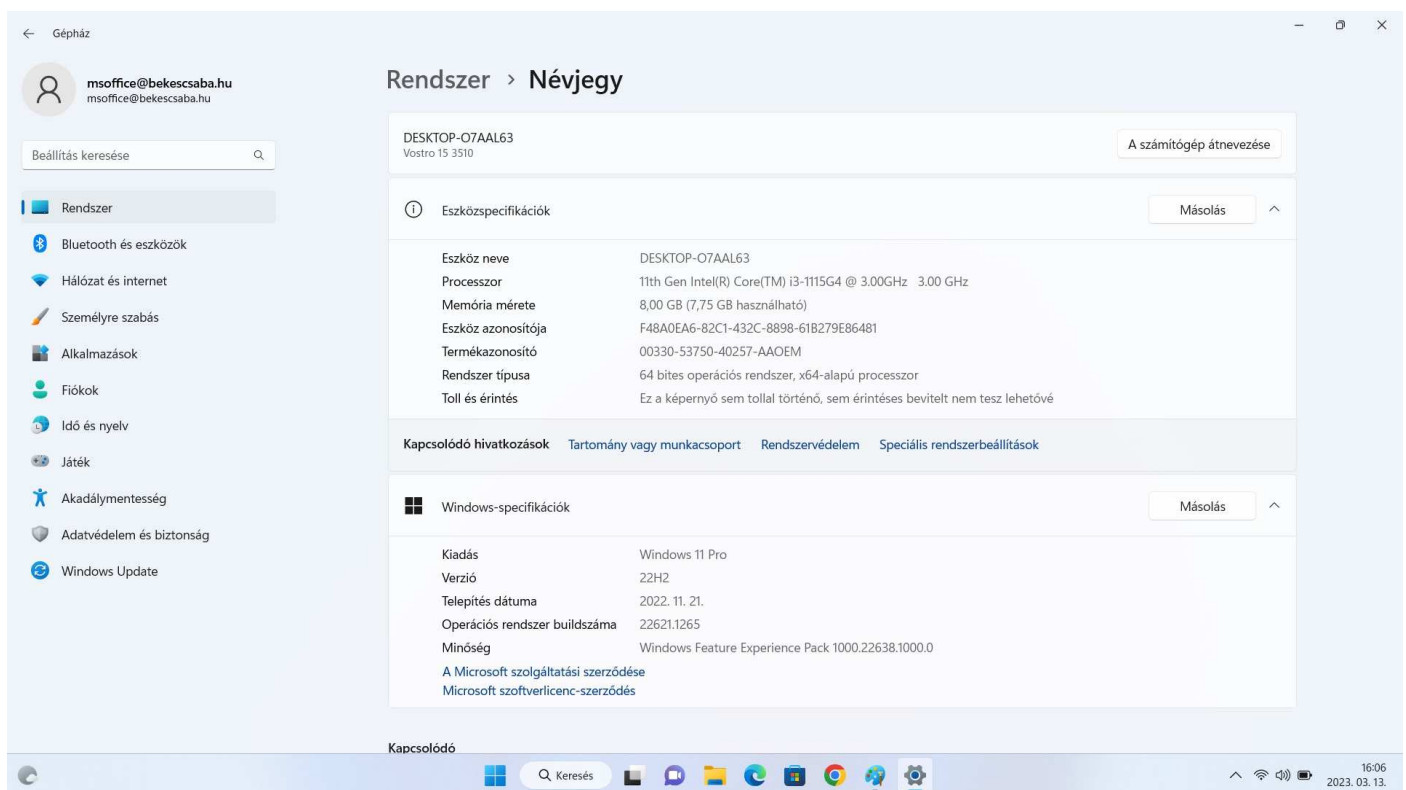 Gépház
msoffice@bekescsaba.hu
msoffice@bekescsaba.hu
Beállítás keresése
Rendszer
Bluetooth és eszközök
Hálózat és internet
Személyre szabás
Alkalmazások
Fiókok
Idő és nyelv
Játék
Akadálymentesség
Adatvédelem és biztonság
Windows Update
Rendszer > Névjegy
DESKTOP-O7AAL63
Vostro 15 3510
A számítógép átnevezése
Eszközspecifikációk Másolás
Eszköz neve DESKTOP-O7AAL63
Processzor 11th Gen Intel(R) Core(TM) i3-1115G4 @ 3.00GHz 3.00 GHz
Memória mérete 8,00 GB (7,75 GB használható)
Eszköz azonosítója F48A0EA6-82C1-432C-8898-61B279E86481
Termékazonosító 00330-53750-40257-AAOEM
Rendszer típusa 64 bites operációs rendszer, x64-alapú processzor
Toll és érintés Ez a képernyő sem tollal történő, sem érintéses bevitelt nem tesz lehetővé
Kapcsolódó hivatkozások Tartomány vagy munkacsoport Rendszervédelem Speciális rendszerbeállítások
Windows-specifikációk Másolás
Kiadás Windows 11 Pro
Verzió 22H2
Telepítés dátuma 2022. 11. 21.
Operációs rendszer buildszáma 22621.1265
Minőség Windows Feature Experience Pack 1000.22638.1000.0
A Microsoft szolgáltatási szerződése
Microsoft szoftverlicenc-szerződés
Kapcsolódó
Keresés
16:06
2023. 03. 13.